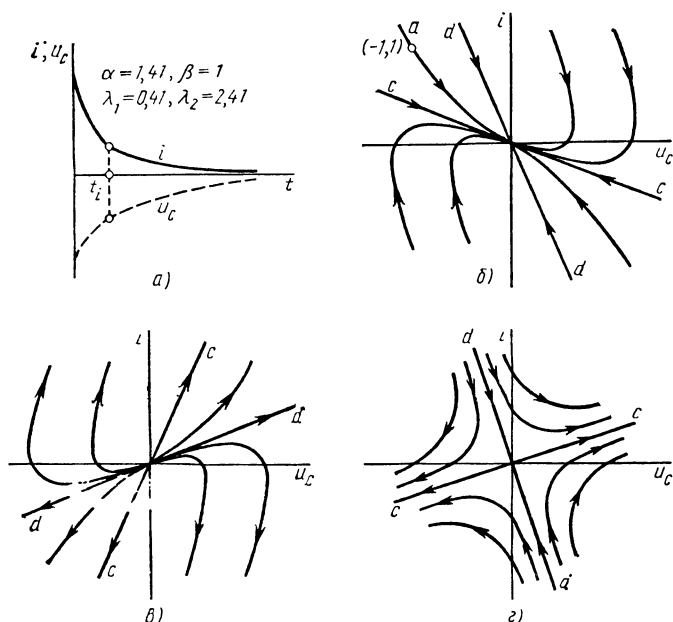 i, u_c
α=1,41, β=1
λ₁=0,41, λ₂=2,41
i
t_i
t
u_c
а)
i
a
(-1,1)
d
c
u_c
c
d
б)
i
c
d
u_c
d
c
в)
d
i
c
u_c
c
d
г)